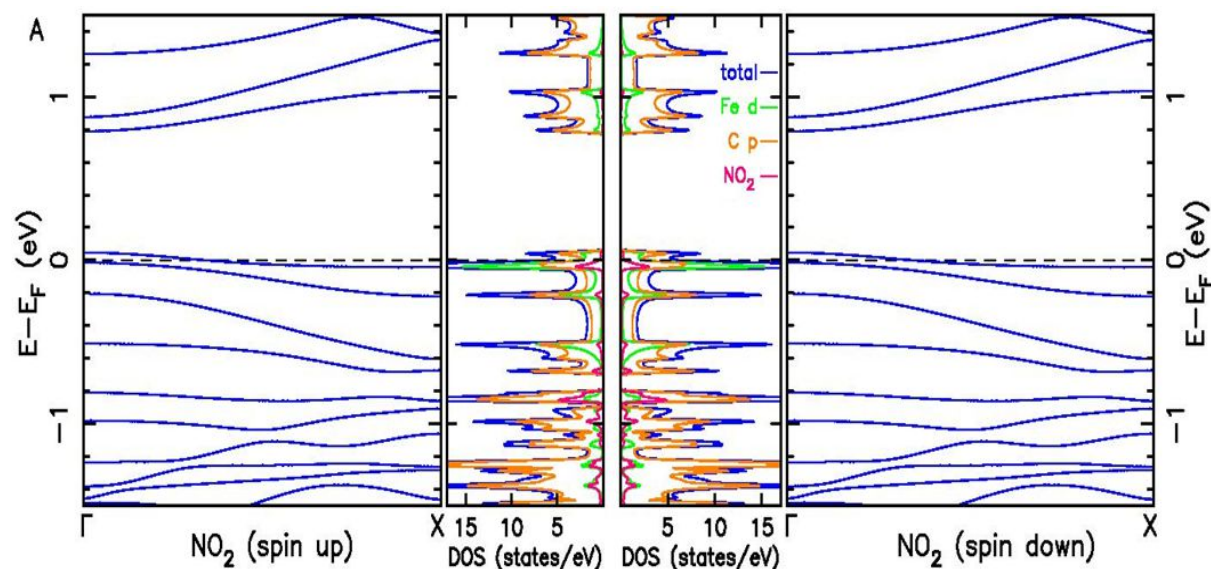 A
E−E_F (eV)
1
0
−1
Γ
X
NO₂ (spin up)
15
10
5
DOS (states/eV)
total
Fe d
C p
NO₂
5
10
15
DOS (states/eV)
Γ
X
NO₂ (spin down)
1
0
−1
E−E_F (eV)